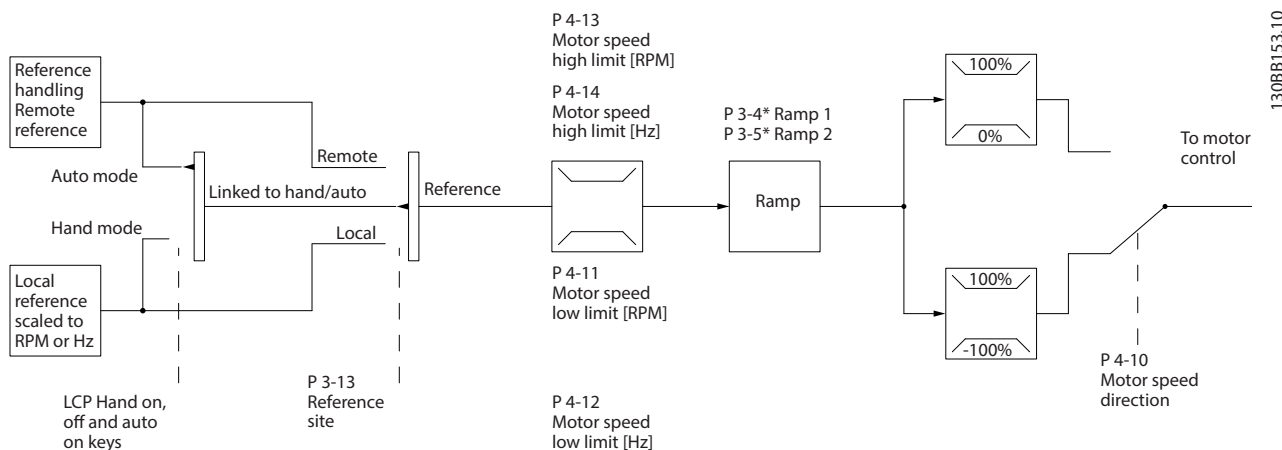 Reference
handling
Remote
reference
Auto mode
Hand mode
Local
reference
scaled to
RPM or Hz
LCP Hand on,
off and auto
on keys
Linked to hand/auto
Remote
Local
P 3-13
Reference
site
Reference
P 4-13
Motor speed
high limit [RPM]
P 4-14
Motor speed
high limit [Hz]
P 4-11
Motor speed
low limit [RPM]
P 4-12
Motor speed
low limit [Hz]
P 3-4* Ramp 1
P 3-5* Ramp 2
Ramp
100%
0%
100%
-100%
To motor
control
P 4-10
Motor speed
direction
130BB153.10